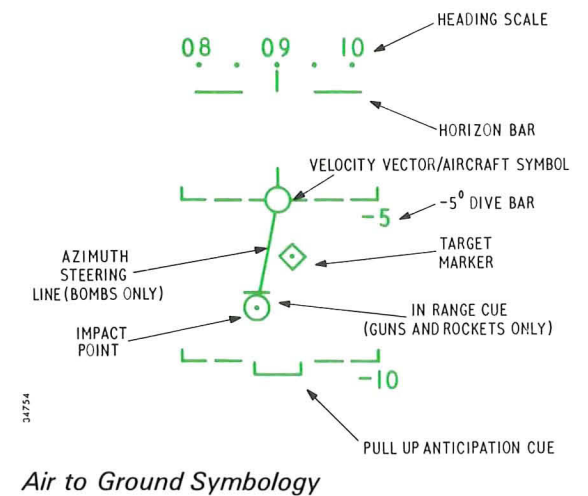 HEADING SCALE
08 09 10
HORIZON BAR
VELOCITY VECTOR/AIRCRAFT SYMBOL
-5° DIVE BAR
-5
TARGET
MARKER
AZIMUTH
STEERING
LINE (BOMBS ONLY)
IN RANGE CUE
(GUNS AND ROCKETS ONLY)
IMPACT
POINT
-10
34754
PULL UP ANTICIPATION CUE
Air to Ground Symbology